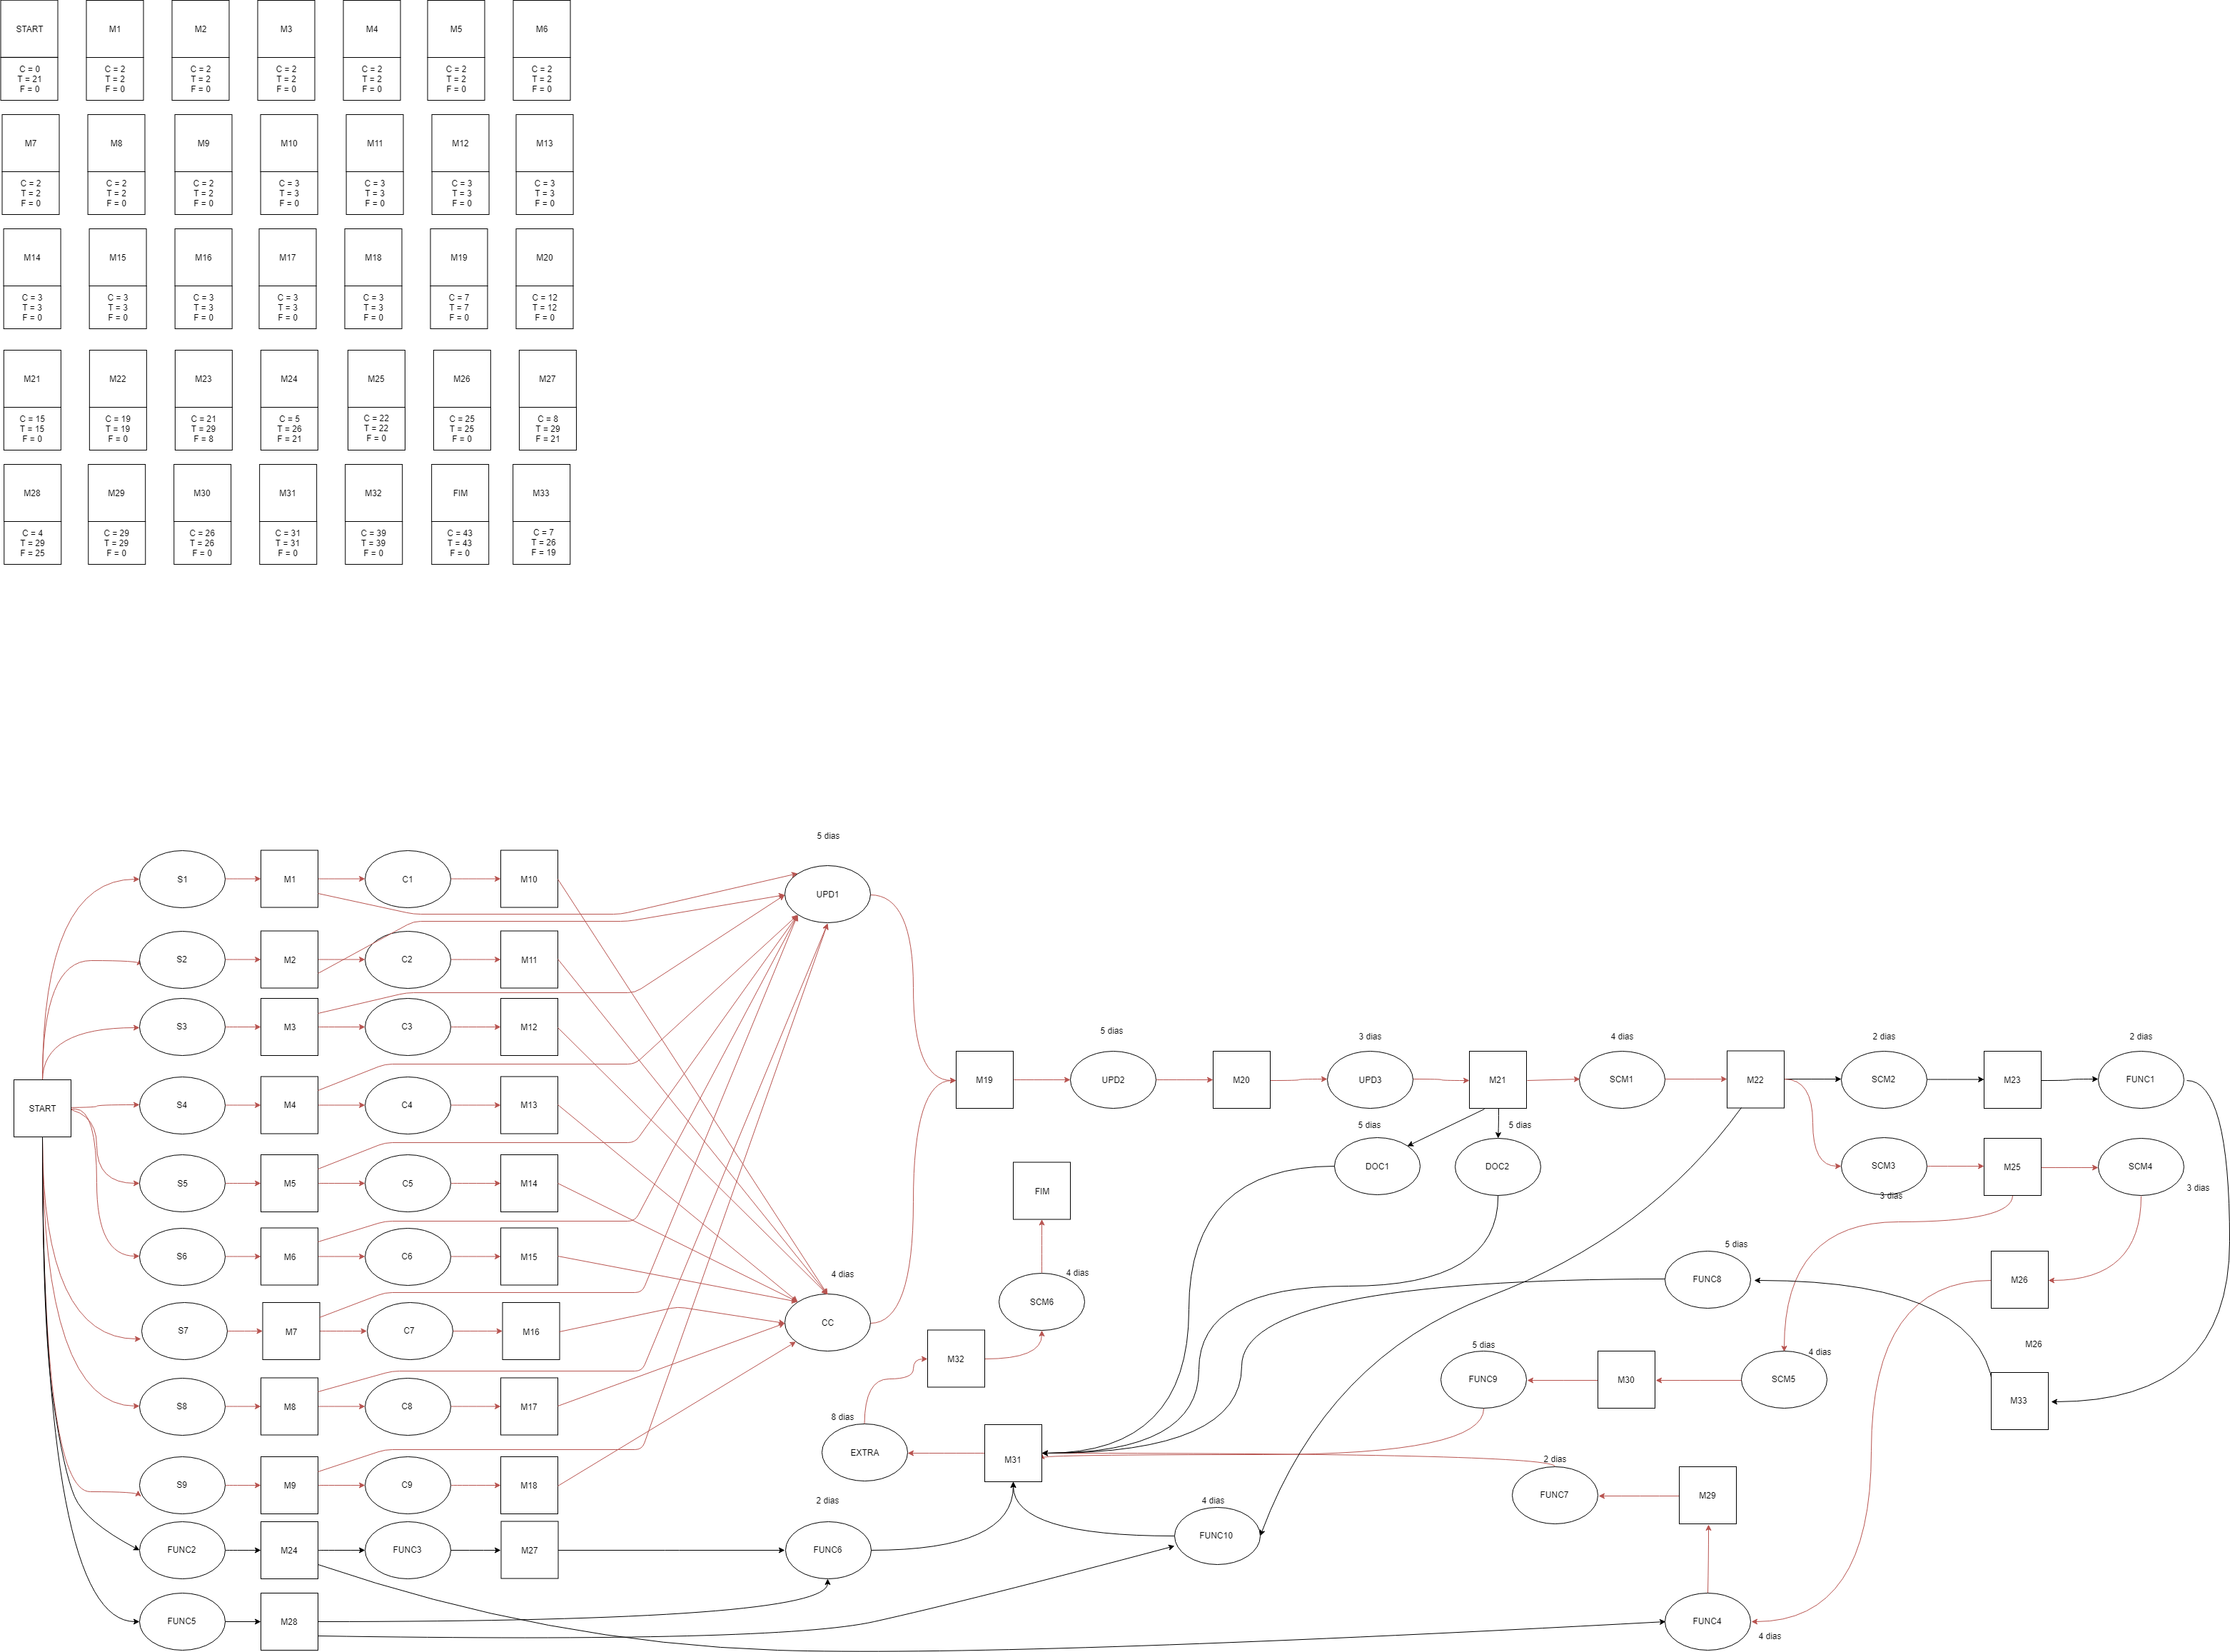 START
M1
M2
M3
M4
M5
M6
C = 0
T = 21
F = 0
C = 2
T = 2
F = 0
C = 2
T = 2
F = 0
C = 2
T = 2
F = 0
C = 2
T = 2
F = 0
C = 2
T = 2
F = 0
C = 2
T = 2
F = 0
M7
M8
M9
M10
M11
M12
M13
C = 2
T = 2
F = 0
C = 2
T = 2
F = 0
C = 2
T = 2
F = 0
C = 3
T = 3
F = 0
C = 3
T = 3
F = 0
C = 3
T = 3
F = 0
C = 3
T = 3
F = 0
M14
M15
M16
M17
M18
M19
M20
C = 3
T = 3
F = 0
C = 3
T = 3
F = 0
C = 3
T = 3
F = 0
C = 3
T = 3
F = 0
C = 3
T = 3
F = 0
C = 7
T = 7
F = 0
C = 12
T = 12
F = 0
M21
M22
M23
M24
M25
M26
M27
C = 15
T = 15
F = 0
C = 19
T = 19
F = 0
C = 21
T = 29
F = 8
C = 5
T = 26
F = 21
C = 22
T = 22
F = 0
C = 25
T = 25
F = 0
C = 8
T = 29
F = 21
M28
M29
M30
M31
M32
FIM
M33
C = 4
T = 29
F = 25
C = 29
T = 29
F = 0
C = 26
T = 26
F = 0
C = 31
T = 31
F = 0
C = 39
T = 39
F = 0
C = 43
T = 43
F = 0
C = 7
T = 26
F = 19
5 dias
S1
M1
C1
M10
UPD1
S2
M2
C2
M11
S3
M3
C3
M12
5 dias
3 dias
4 dias
2 dias
2 dias
M19
UPD2
M20
UPD3
M21
SCM1
M22
SCM2
M23
FUNC1
START
S4
M4
C4
M13
5 dias
5 dias
DOC1
DOC2
SCM3
M25
SCM4
3 dias
3 dias
S5
M5
C5
M14
FIM
S6
M6
C6
M15
5 dias
4 dias
4 dias
FUNC8
M26
SCM6
CC
S7
M7
C7
M16
M26
5 dias
4 dias
M32
FUNC9
M30
SCM5
M33
S8
M8
C8
M17
8 dias
EXTRA
M31
2 dias
S9
M9
C9
M18
FUNC7
M29
2 dias
4 dias
FUNC10
FUNC2
M24
FUNC3
M27
FUNC6
FUNC5
M28
FUNC4
4 dias